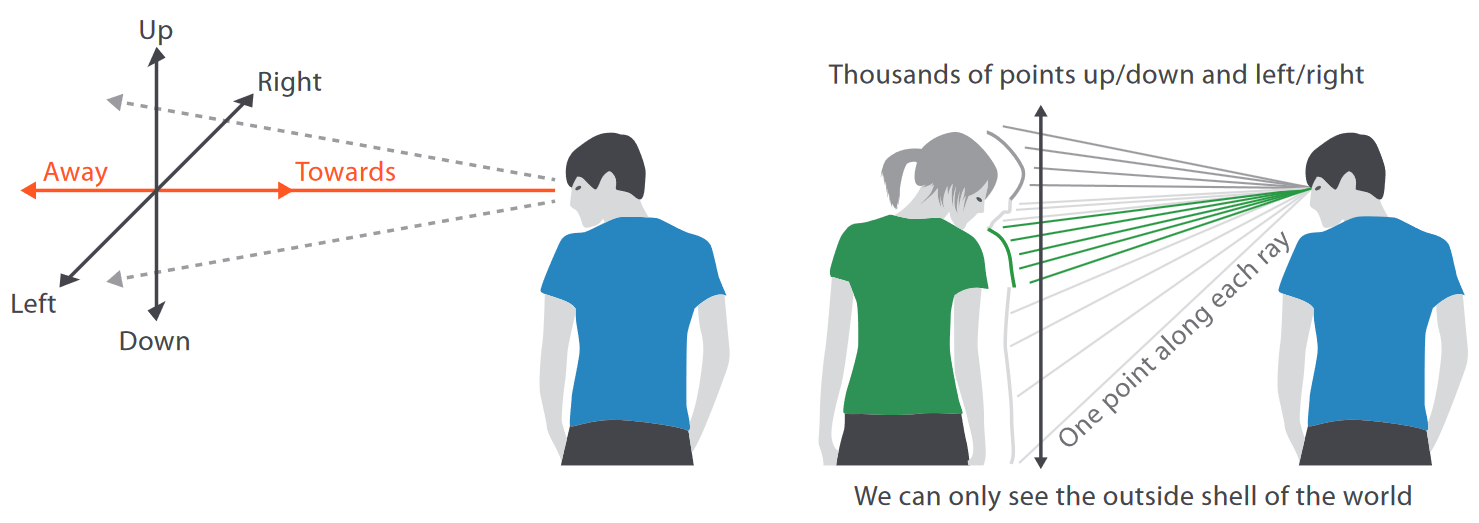 Up
Right
Away
Towards
Left
Down
Thousands of points up/down and left/right
One point along each ray
We can only see the outside shell of the world